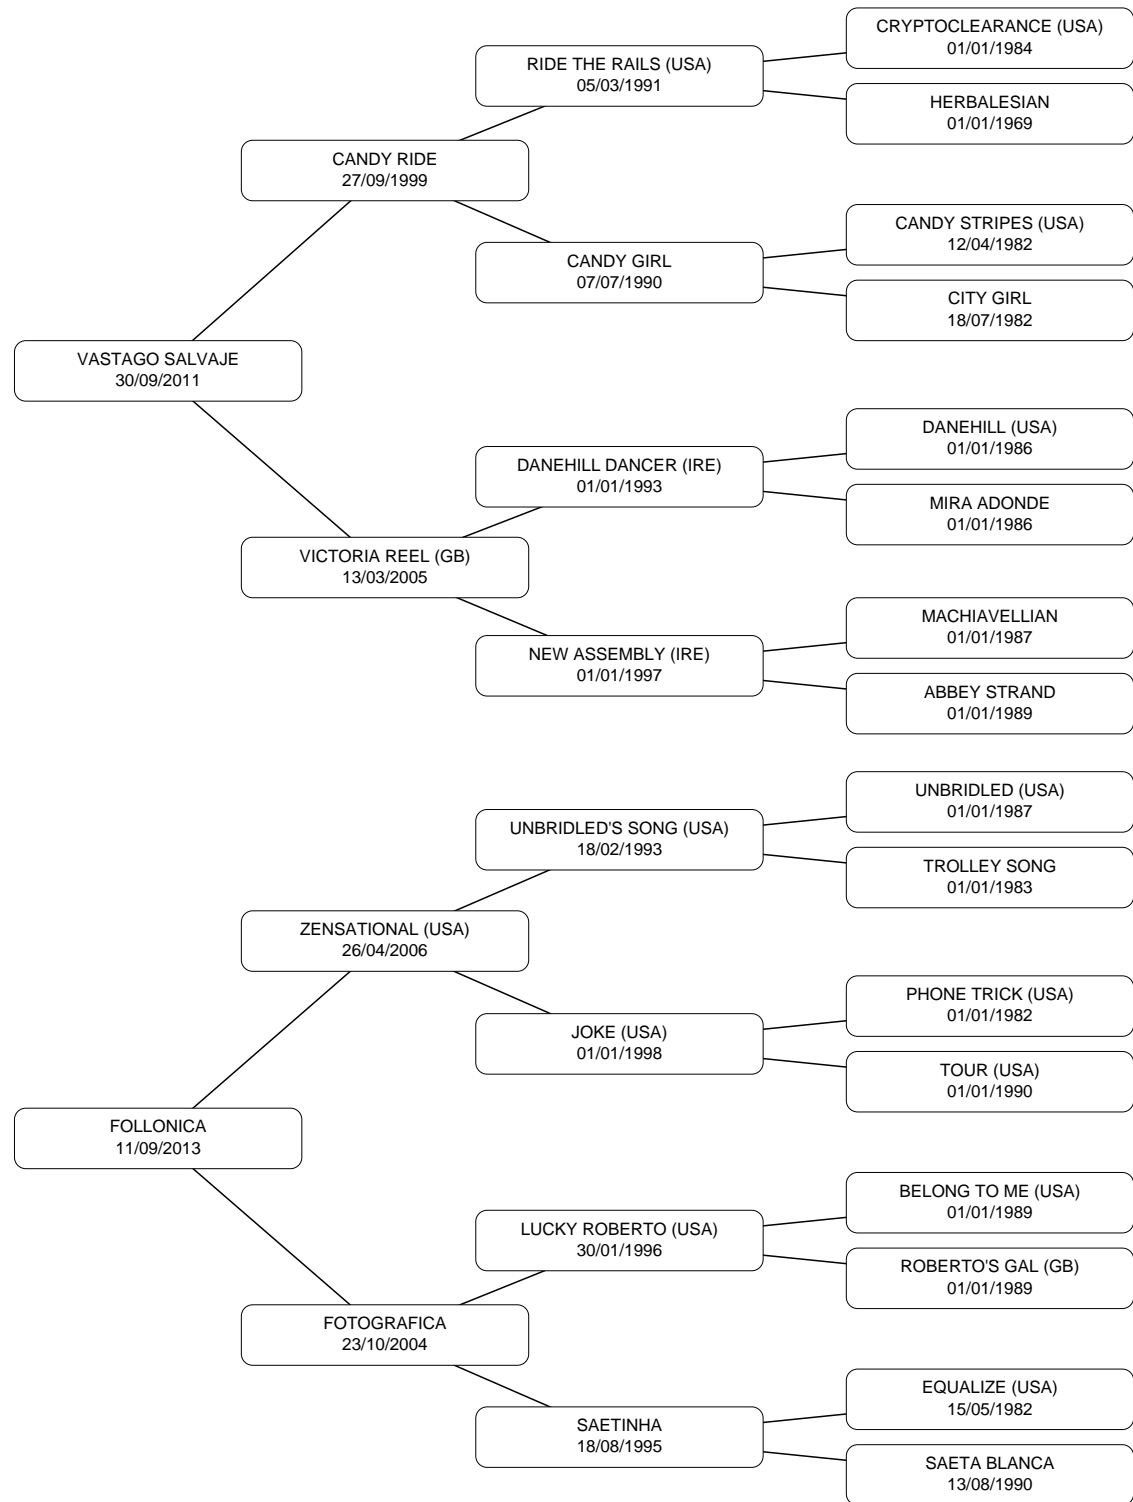 CRYPTOCLEARANCE (USA)
01/01/1984
RIDE THE RAILS (USA)
05/03/1991
HERBALESIAN
01/01/1969
CANDY RIDE
27/09/1999
CANDY STRIPES (USA)
12/04/1982
CANDY GIRL
07/07/1990
CITY GIRL
18/07/1982
VASTAGO SALVAJE
30/09/2011
DANEHILL (USA)
01/01/1986
DANEHILL DANCER (IRE)
01/01/1993
MIRA ADONDE
01/01/1986
VICTORIA REEL (GB)
13/03/2005
MACHIAVELLIAN
01/01/1987
NEW ASSEMBLY (IRE)
01/01/1997
ABBEY STRAND
01/01/1989
UNBRIDLED (USA)
01/01/1987
UNBRIDLED'S SONG (USA)
18/02/1993
TROLLEY SONG
01/01/1983
ZENSATIONAL (USA)
26/04/2006
PHONE TRICK (USA)
01/01/1982
JOKE (USA)
01/01/1998
TOUR (USA)
01/01/1990
FOLLONICA
11/09/2013
BELONG TO ME (USA)
01/01/1989
LUCKY ROBERTO (USA)
30/01/1996
ROBERTO'S GAL (GB)
01/01/1989
FOTOGRAFICA
23/10/2004
EQUALIZE (USA)
15/05/1982
SAETINHA
18/08/1995
SAETA BLANCA
13/08/1990